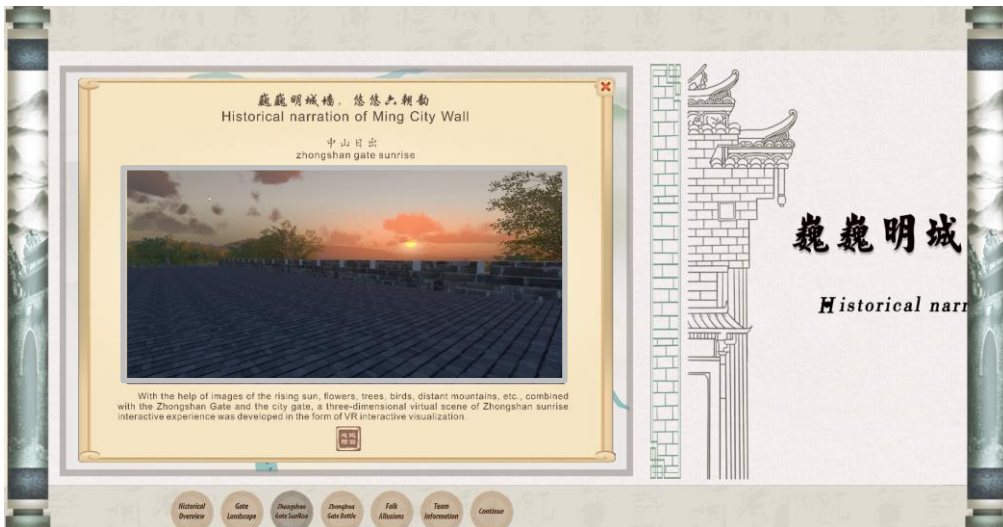 巍巍明城墙，悠悠六朝韵
Historical narration of Ming City Wall
中山日出
zhongshan gate sunrise
With the help of images of the rising sun, flowers, trees, birds, distant mountains, etc., combined
with the Zhongshan Gate and the city gate, a three-dimensional virtual scene of Zhongshan sunrise
interactive experience was developed in the form of VR interactive visualization.
巍巍明城
Historical narr
Historical
Overview
Gate
Landscape
Zhongshan
Gate SunRise
Zhonghua
Gate Battle
Folk
Allusions
Team
Information
Continue